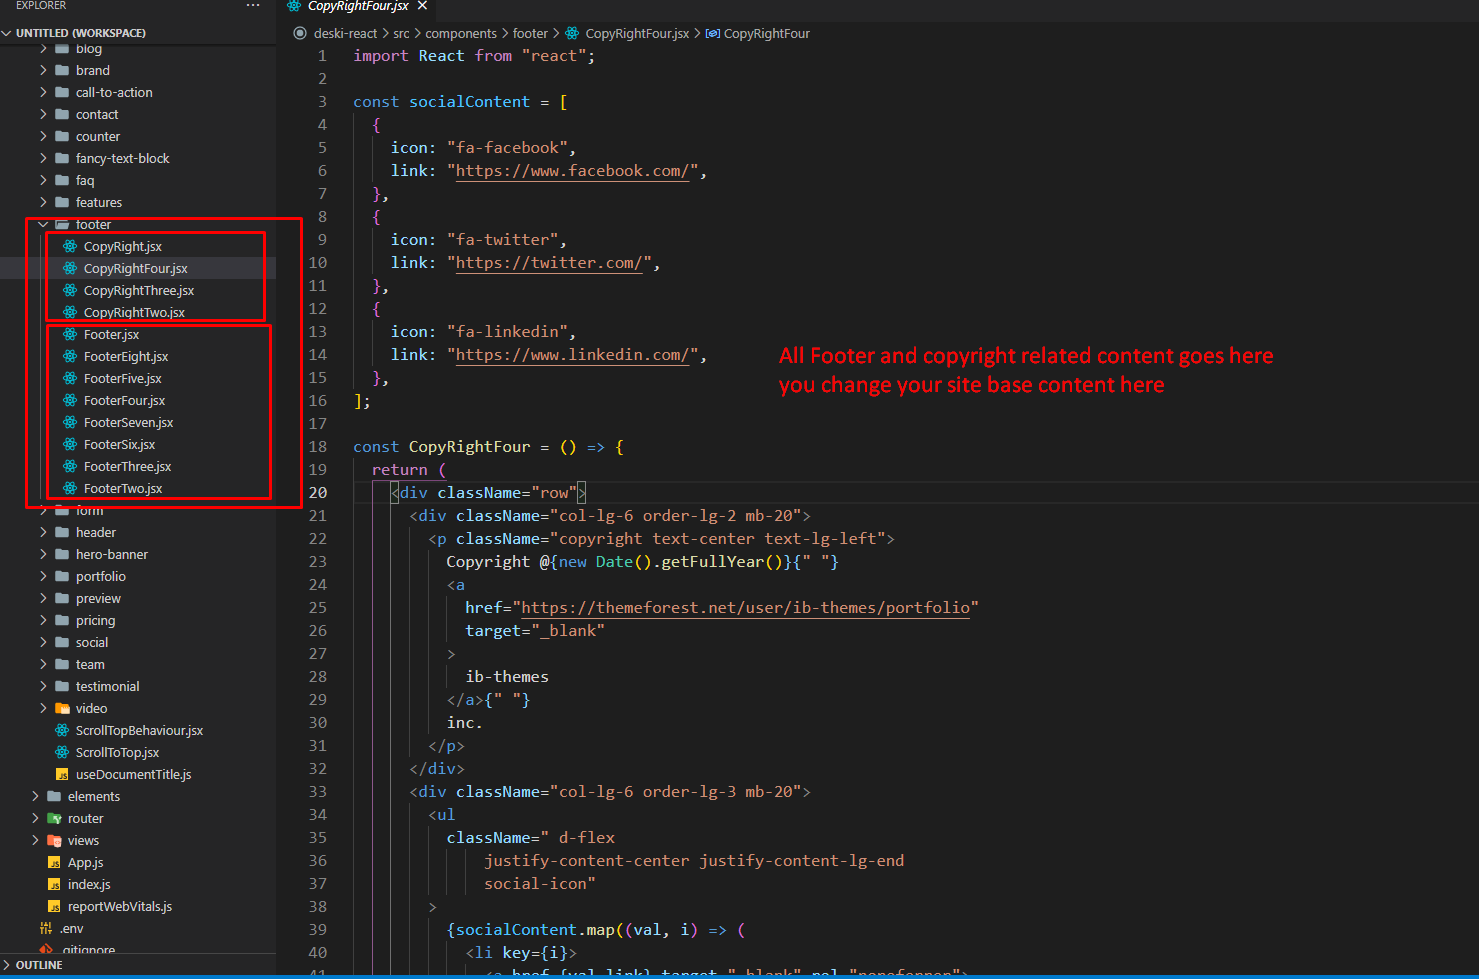 EXPLORER
···
UNTITLED (WORKSPACE)
blog
brand
call-to-action
contact
counter
fancy-text-block
faq
features
footer
CopyRight.jsx
CopyRightFour.jsx
CopyRightThree.jsx
CopyRightTwo.jsx
Footer.jsx
FooterEight.jsx
FooterFive.jsx
FooterFour.jsx
FooterSeven.jsx
FooterSix.jsx
FooterThree.jsx
FooterTwo.jsx
form
header
hero-banner
portfolio
preview
pricing
social
team
testimonial
video
ScrollTopBehaviour.jsx
ScrollToTop.jsx
JS useDocumentTitle.js
elements
router
views
JS App.js
JS index.js
JS reportWebVitals.js
.env
.gitignore
OUTLINE
CopyRightFour.jsx
deski-react > src > components > footer > CopyRightFour.jsx > CopyRightFour
1 import React from "react";
2
3 const socialContent = [
4 {
5 icon: "fa-facebook",
6 link: "https://www.facebook.com/",
7 },
8 {
9 icon: "fa-twitter",
10 link: "https://twitter.com/",
11 },
12 {
13 icon: "fa-linkedin",
14 link: "https://www.linkedin.com/",
15 },
16 ];
17
18 const CopyRightFour = () => {
19 return (
20 <div className="row">
21 <div className="col-lg-6 order-lg-2 mb-20">
22 <p className="copyright text-center text-lg-left">
23 Copyright @{new Date().getFullYear()}{" "}
24 <a
25 href="https://themeforest.net/user/ib-themes/portfolio"
26 target="_blank"
27 >
28 ib-themes
29 </a>{" "}
30 inc.
31 </p>
32 </div>
33 <div className="col-lg-6 order-lg-3 mb-20">
34 <ul
35 className=" d-flex
36 justify-content-center justify-content-lg-end
37 social-icon"
38 >
39 {socialContent.map((val, i) => (
40 <li key={i}>
41 <a href={val.link} target="_blank" rel="noreferrer">
All Footer and copyright related content goes here
you change your site base content here